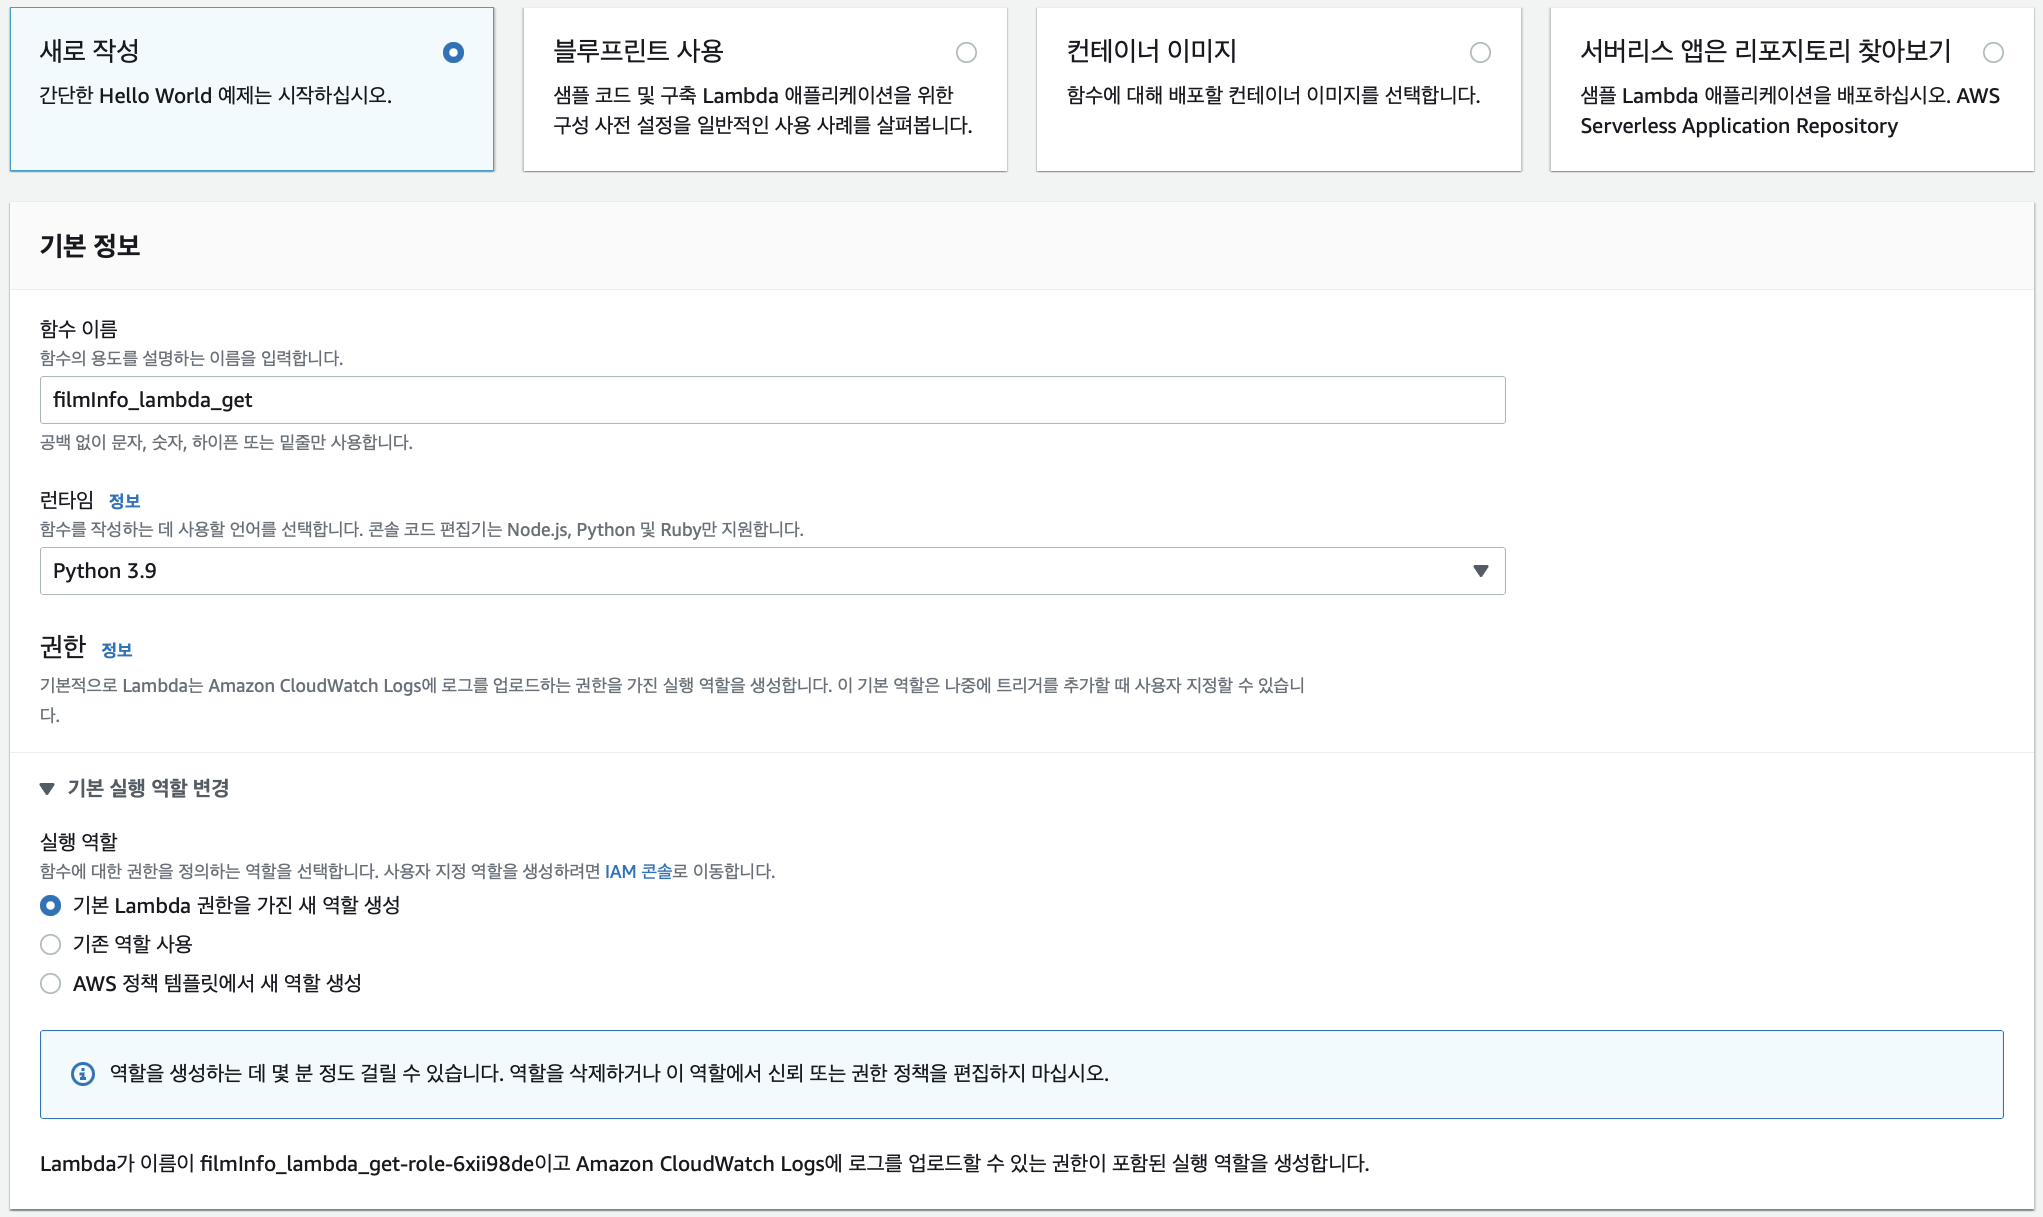 새로 작성
간단한 Hello World 예제는 시작하십시오.
블루프린트 사용
샘플 코드 및 구축 Lambda 애플리케이션을 위한
구성 사전 설정을 일반적인 사용 사례를 살펴봅니다.
컨테이너 이미지
함수에 대해 배포할 컨테이너 이미지를 선택합니다.
서버리스 앱은 리포지토리 찾아보기
샘플 Lambda 애플리케이션을 배포하십시오. AWS
Serverless Application Repository
기본 정보
함수 이름
함수의 용도를 설명하는 이름을 입력합니다.
filmInfo_lambda_get
공백 없이 문자, 숫자, 하이픈 또는 밑줄만 사용합니다.
런타임 정보
함수를 작성하는 데 사용할 언어를 선택합니다. 콘솔 코드 편집기는 Node.js, Python 및 Ruby만 지원합니다.
Python 3.9
권한 정보
기본적으로 Lambda는 Amazon CloudWatch Logs에 로그를 업로드하는 권한을 가진 실행 역할을 생성합니다. 이 기본 역할은 나중에 트리거를 추가할 때 사용자 지정할 수 있습니
다.
기본 실행 역할 변경
실행 역할
함수에 대한 권한을 정의하는 역할을 선택합니다. 사용자 지정 역할을 생성하려면 IAM 콘솔로 이동합니다.
기본 Lambda 권한을 가진 새 역할 생성
기존 역할 사용
AWS 정책 템플릿에서 새 역할 생성
역할을 생성하는 데 몇 분 정도 걸릴 수 있습니다. 역할을 삭제하거나 이 역할에서 신뢰 또는 권한 정책을 편집하지 마십시오.
Lambda가 이름이 filmInfo_lambda_get-role-6xii98de이고 Amazon CloudWatch Logs에 로그를 업로드할 수 있는 권한이 포함된 실행 역할을 생성합니다.